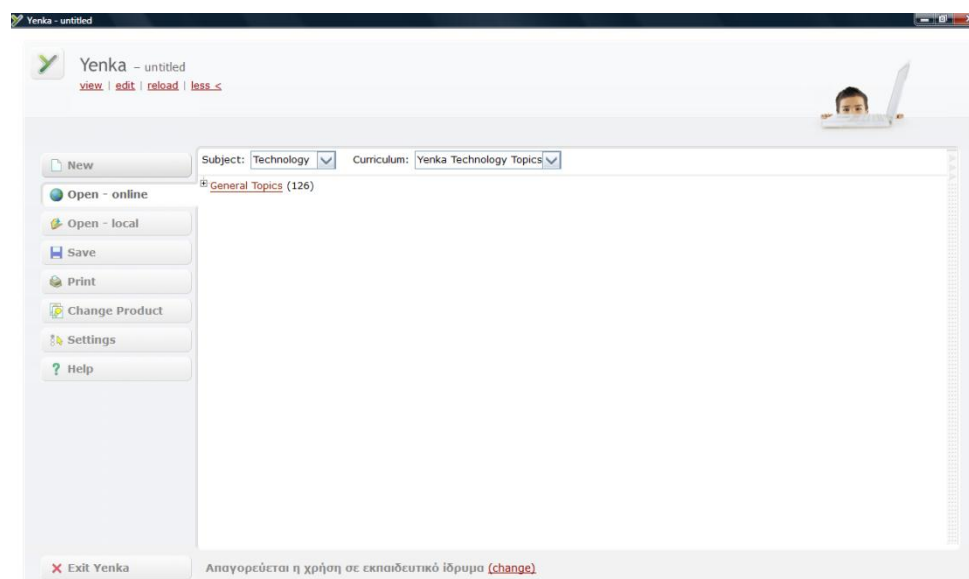 Yenka - untitled
Yenka – untitled
view | edit | reload | less <
New
Open - online
Open - local
Save
Print
Change Product
Settings
Help
Subject: Technology Curriculum: Yenka Technology Topics
General Topics (126)
Exit Yenka
Απαγορεύεται η χρήση σε εκπαιδευτικό ίδρυμα (change)